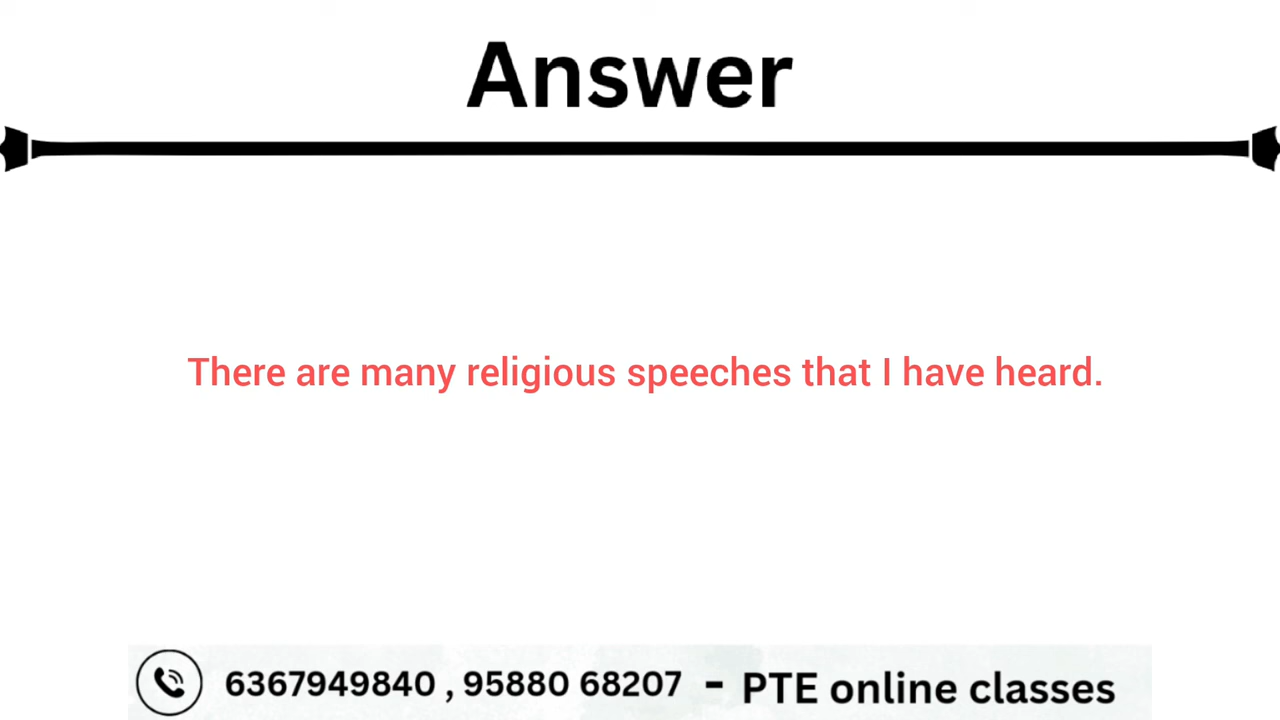 Answer
There are many religious speeches that I have heard.
6367949840 , 95880 68207 - PTE online classes